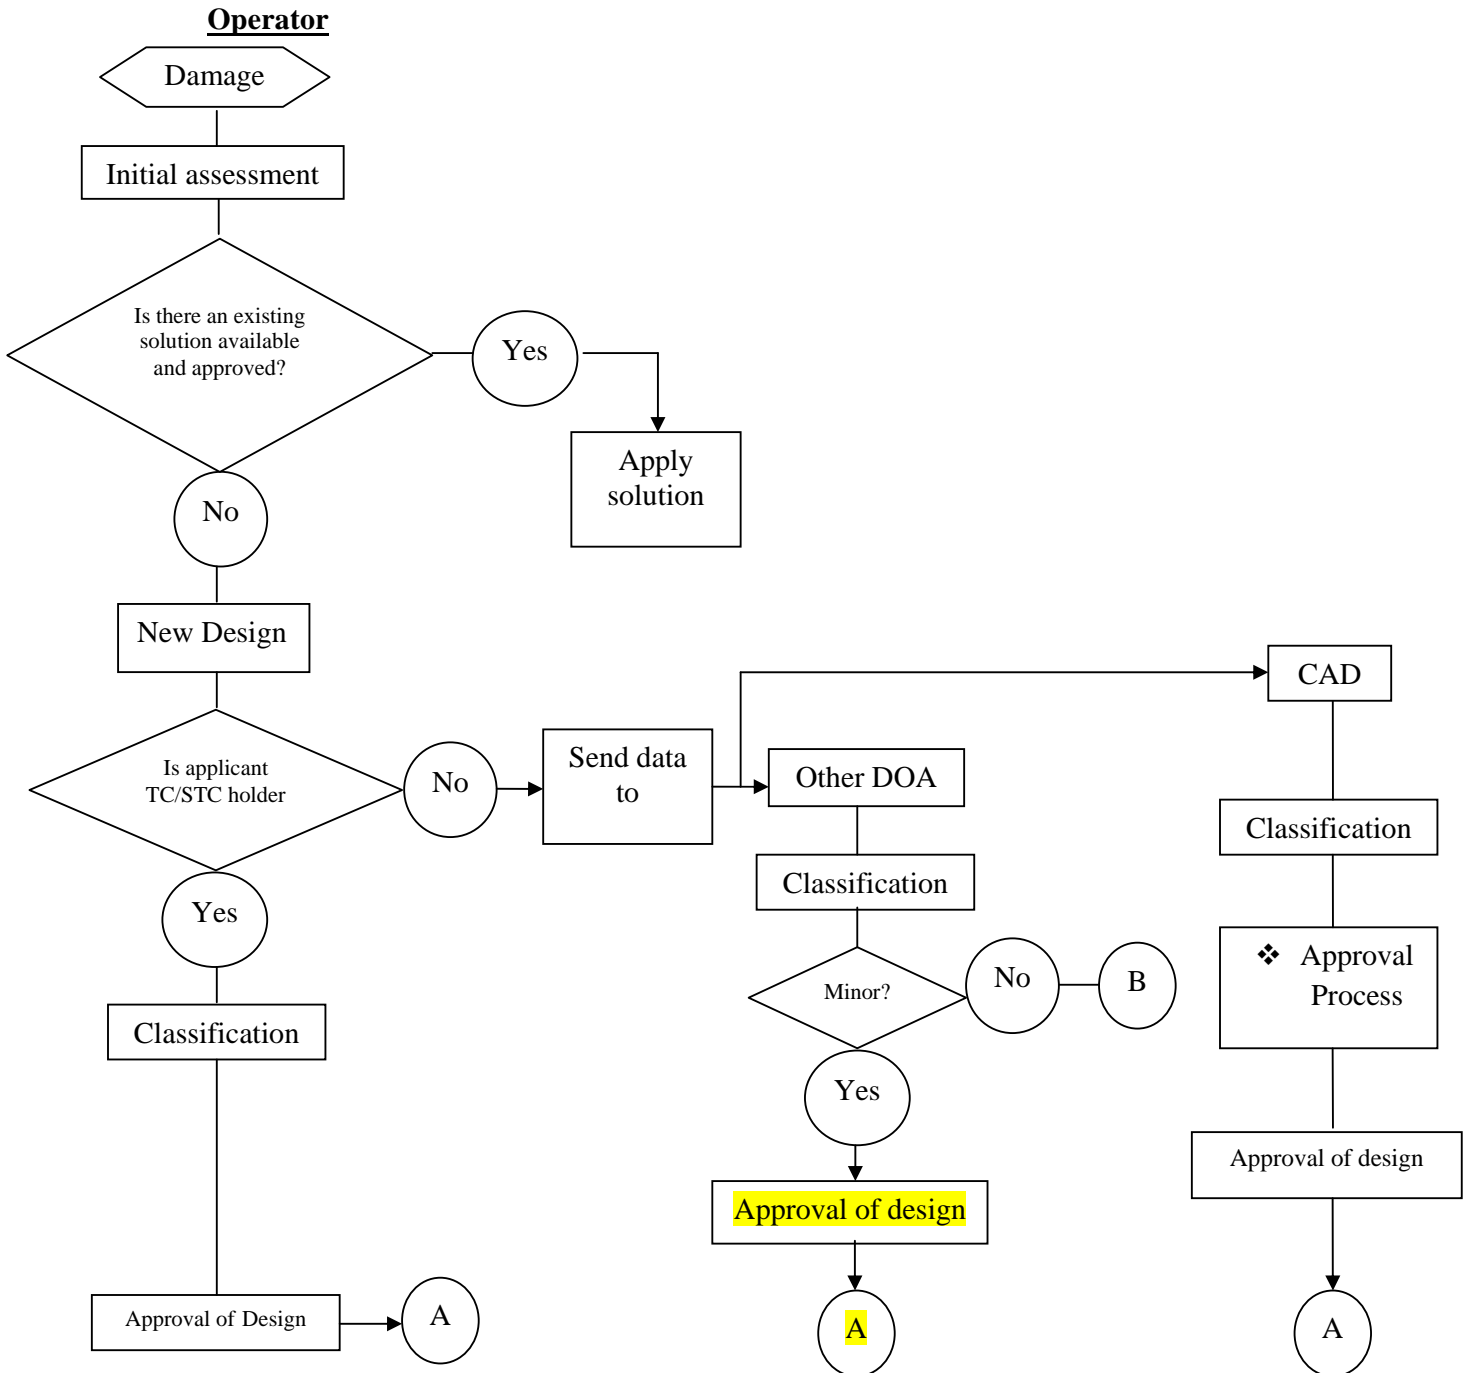 Operator
Damage
Initial assessment
Is there an existing
solution available
and approved?
Yes
Apply
solution
No
New Design
Is applicant
TC/STC holder
No
Send data
to
Other DOA
CAD
Classification
Classification
Yes
Minor?
No
B
❖ Approval
Process
Classification
Yes
Approval of design
Approval of design
Approval of Design
A
A
A